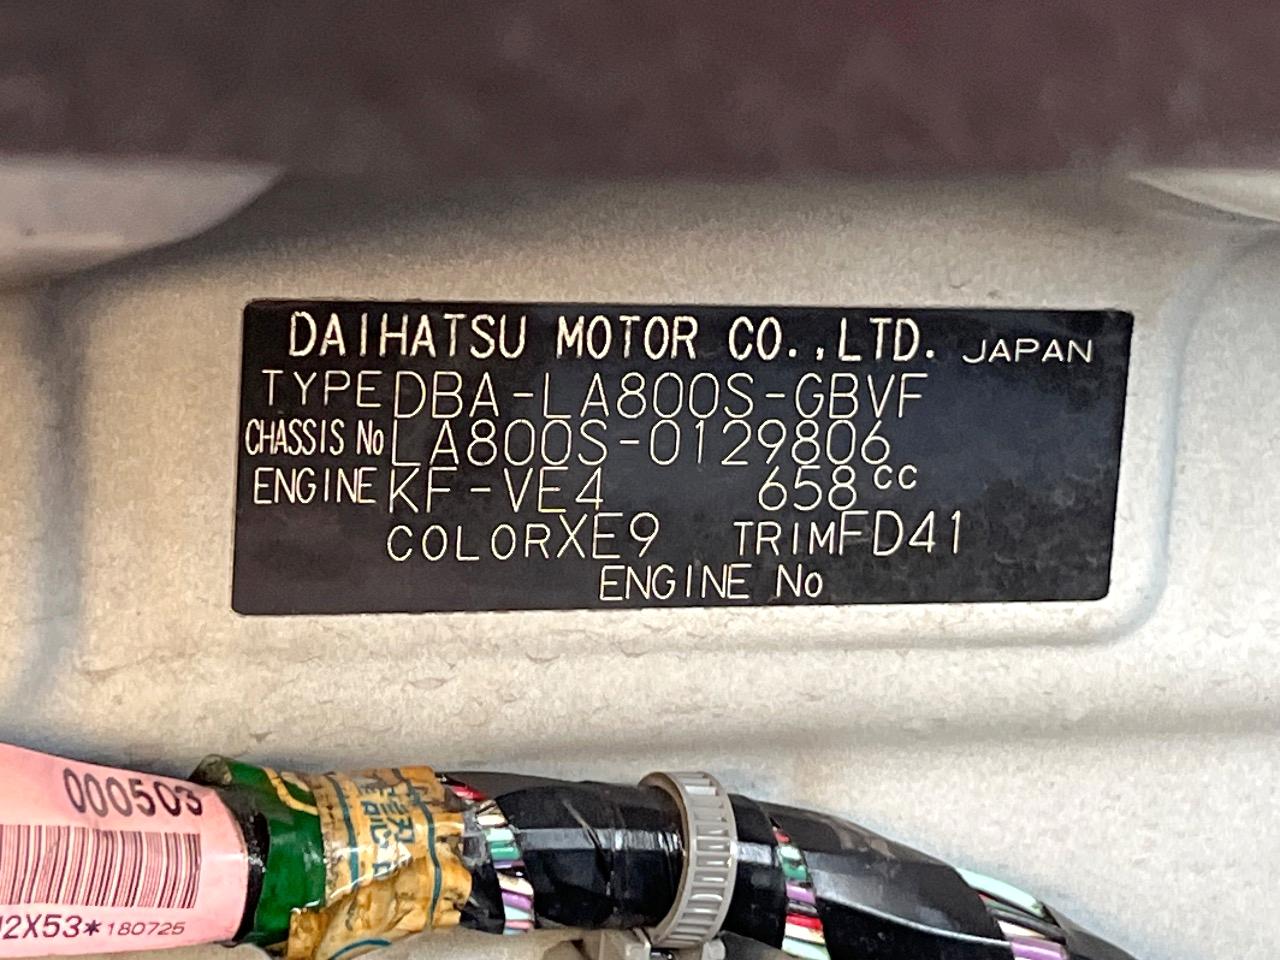 DAIHATSU MOTOR CO.,LTD. JAPAN
TYPE DBA-LA800S-GBVF
CHASSIS No LA800S-0129806
ENGINE KF-VE4 658cc
COLOR XE9 TRIM FD41
ENGINE No
000503
2X53*180725